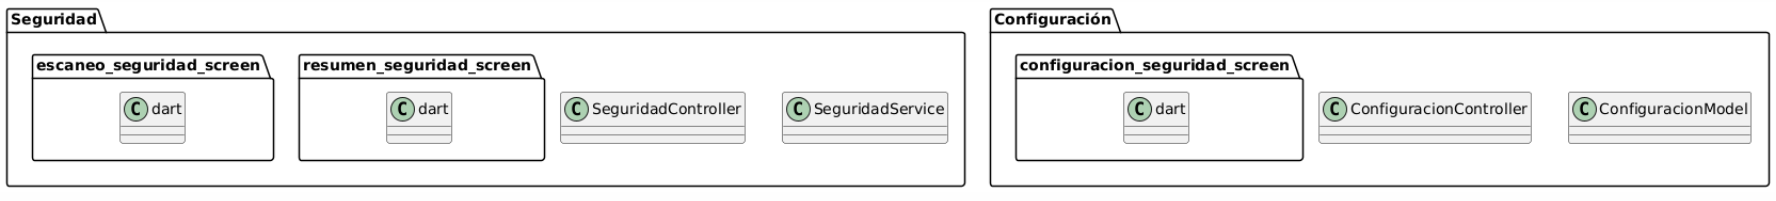 Seguridad
escaneo_seguridad_screen
C dart
resumen_seguridad_screen
C dart
C SeguridadController
C SeguridadService
Configuración
configuracion_seguridad_screen
C dart
C ConfiguracionController
C ConfiguracionModel